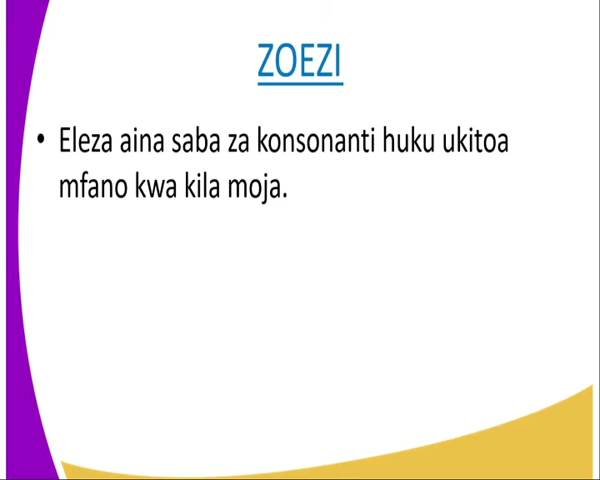 ZOEZI
• Eleza aina saba za konsonanti huku ukitoa
mfano kwa kila moja.